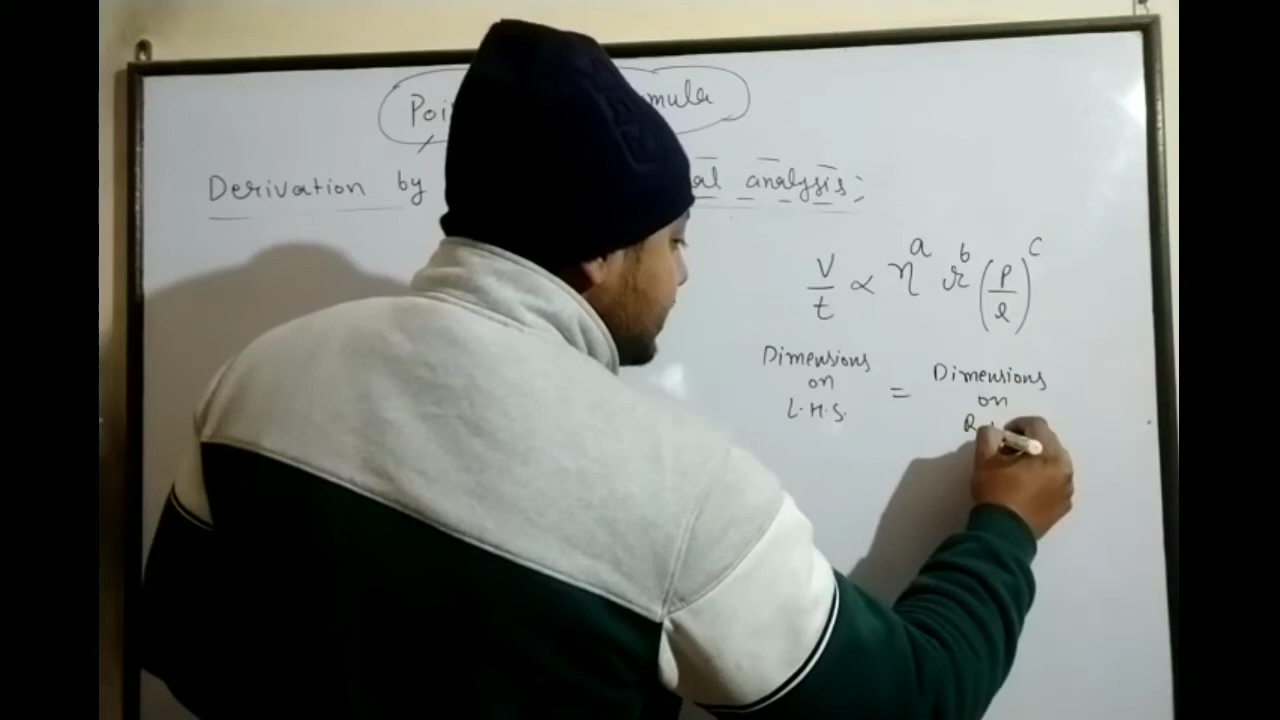 Poi mula
Derivation by al analysis:
V/t ∝ η^a r^b (P/l)^c
Dimensions on L.H.S. = Dimensions on R